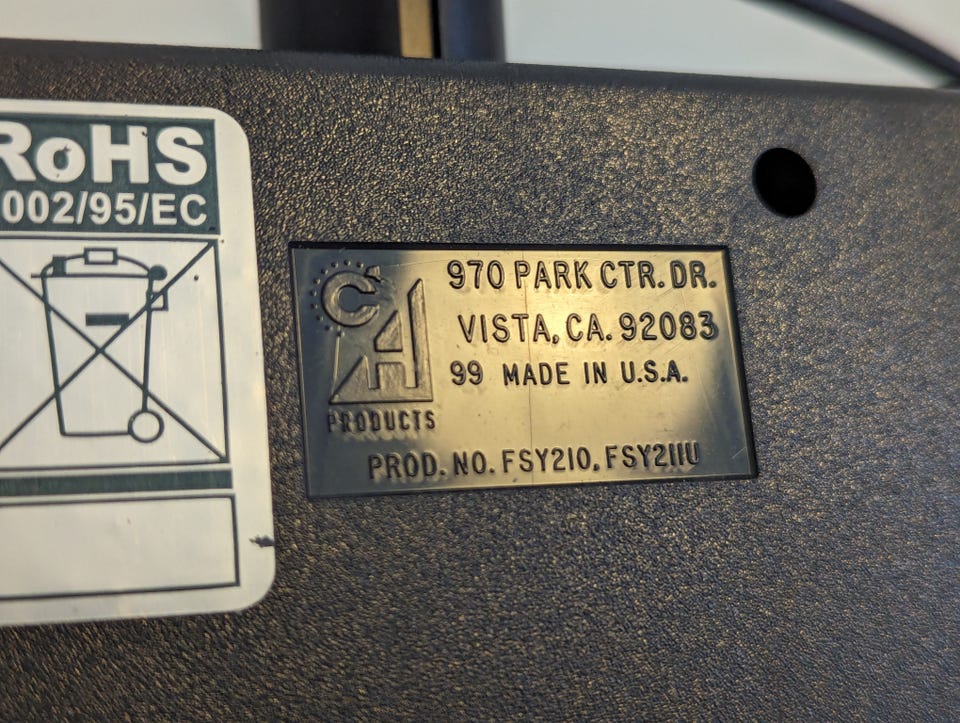 RoHS
002/95/EC
CA
PRODUCTS
970 PARK CTR. DR.
VISTA, CA. 92083
99 MADE IN U.S.A.
PROD. NO. FSY210, FSY211U